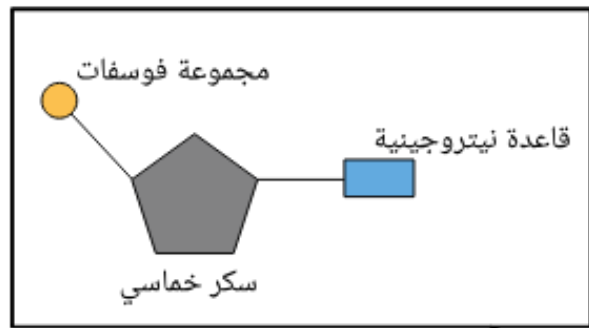 مجموعة فوسفات
قاعدة نيتروجينية
سكر خماسي